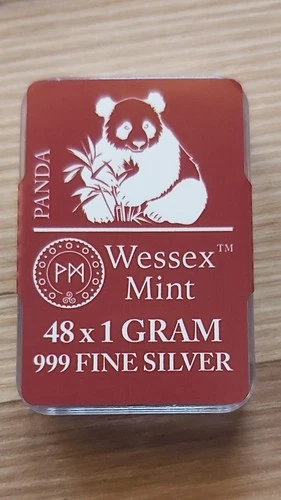 PANDA
Wessex™
Mint
48 x 1 GRAM
999 FINE SILVER